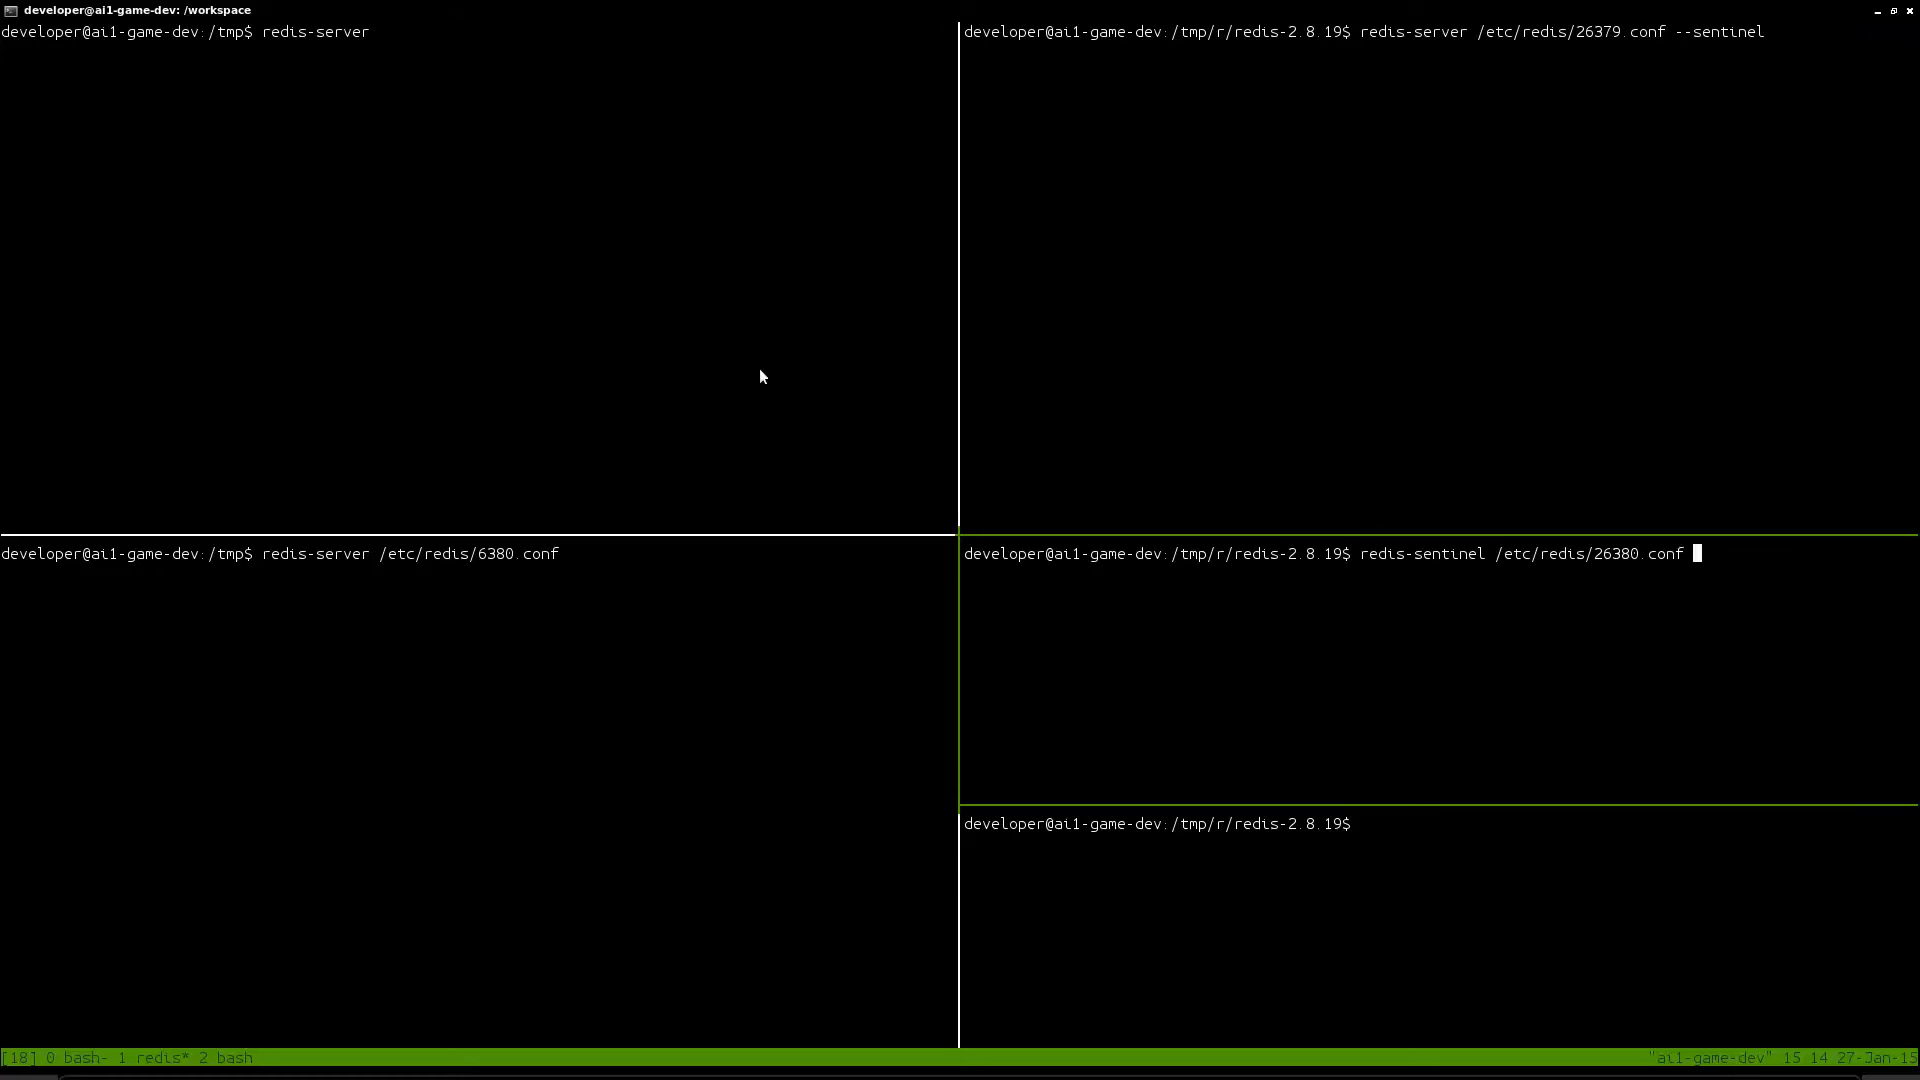 developer@ai1-game-dev: /workspace
developer@ai1-game-dev:/tmp$ redis-server
developer@ai1-game-dev:/tmp/r/redis-2.8.19$ redis-server /etc/redis/26379.conf --sentinel
developer@ai1-game-dev:/tmp$ redis-server /etc/redis/6380.conf
developer@ai1-game-dev:/tmp/r/redis-2.8.19$ redis-sentinel /etc/redis/26380.conf
developer@ai1-game-dev:/tmp/r/redis-2.8.19$
[18] 0 bash- 1 redis* 2 bash
"ai1-game-dev" 15:14 27-Jan-15